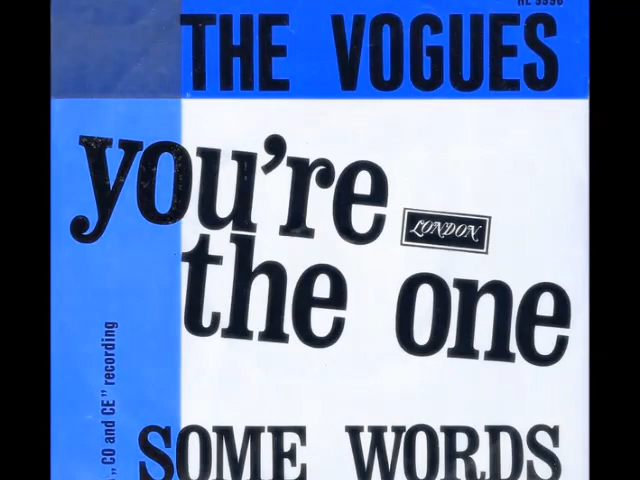 THE VOGUES
you're
LONDON
the one
„CO and CE" recording
SOME WORDS